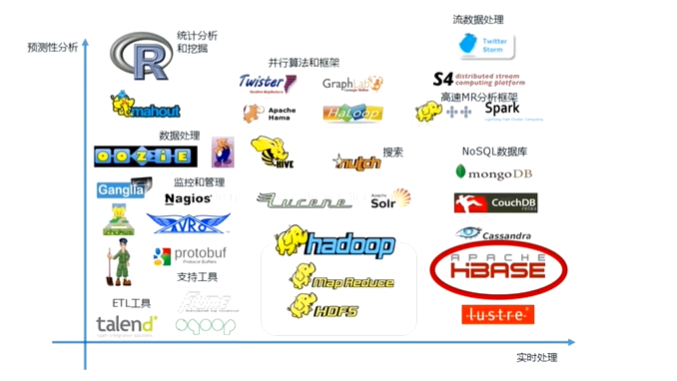 流数据处理
统计分析
和挖掘
预测性分析
R
Twitter
Storm
并行算法和框架
Twister
GraphLab
S4 distributed stream
computing platform
高速MR分析框架
mahout
Apache
Hama
HaLoop
Spark
数据处理
OOZIE
HIVE
nutch
搜索
NoSQL数据库
mongoDB
Ganglia
监控和管理
Nagios
Lucene
Apache
Solr
CouchDB
relax
AVRO
Cassandra
hadoop
protobuf
Protocol Buffers
APACHE
HBASE
支持工具
Map Reduce
ETL工具
Flume
HDFS
talend
sqoop
lustre
实时处理